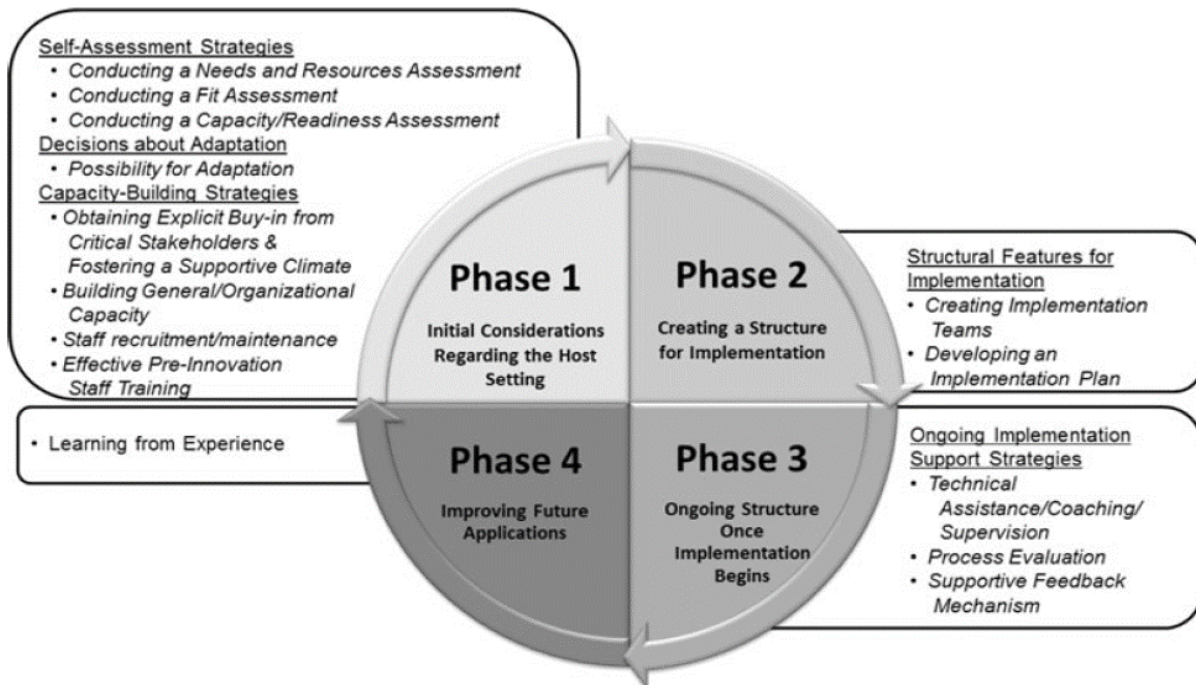 Self-Assessment Strategies
• Conducting a Needs and Resources Assessment
• Conducting a Fit Assessment
• Conducting a Capacity/Readiness Assessment
Decisions about Adaptation
• Possibility for Adaptation
Capacity-Building Strategies
• Obtaining Explicit Buy-in from
Critical Stakeholders &
Fostering a Supportive Climate
• Building General/Organizational
Capacity
• Staff recruitment/maintenance
• Effective Pre-Innovation
Staff Training
Phase 1
Initial Considerations
Regarding the Host
Setting
Phase 2
Creating a Structure
for Implementation
Structural Features for
Implementation
• Creating Implementation
Teams
• Developing an
Implementation Plan
Phase 3
Ongoing Structure
Once
Implementation
Begins
Ongoing Implementation
Support Strategies
• Technical
Assistance/Coaching/
Supervision
• Process Evaluation
• Supportive Feedback
Mechanism
Phase 4
Improving Future
Applications
• Learning from Experience